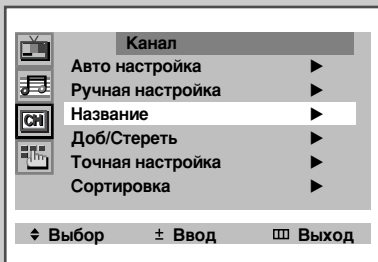 Канал
Авто настройка ▶
Ручная настройка ▶
CH Название ▶
Доб/Стереть ▶
Точная настройка ▶
Сортировка ▶
Выбор ± Ввод Выход